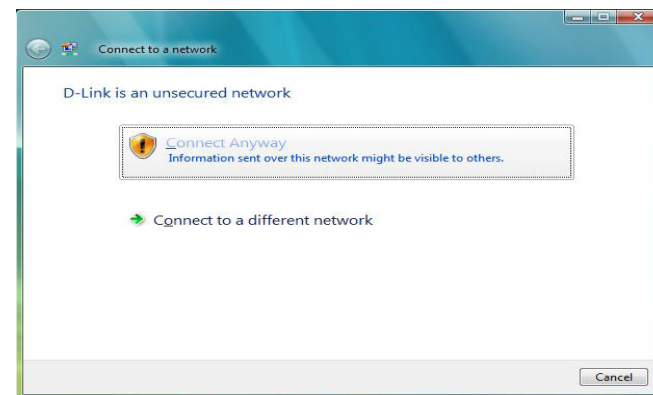 Connect to a network
D-Link is an unsecured network
Connect Anyway
Information sent over this network might be visible to others.
Connect to a different network
Cancel